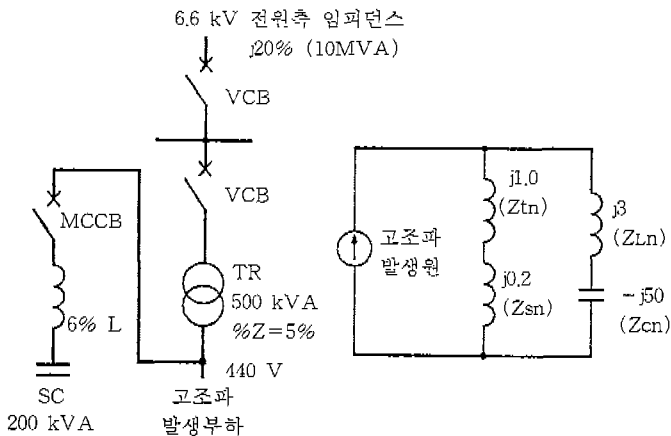 6.6 kV 전원측 임피던스
j20% (10MVA)
VCB
VCB
MCCB
6% L
SC
200 kVA
TR
500 kVA
%Z=5%
440 V
고조파
발생부하
고조파
발생원
j1.0
(Ztn)
j0.2
(Zsn)
j3
(ZLn)
-j50
(Zcn)